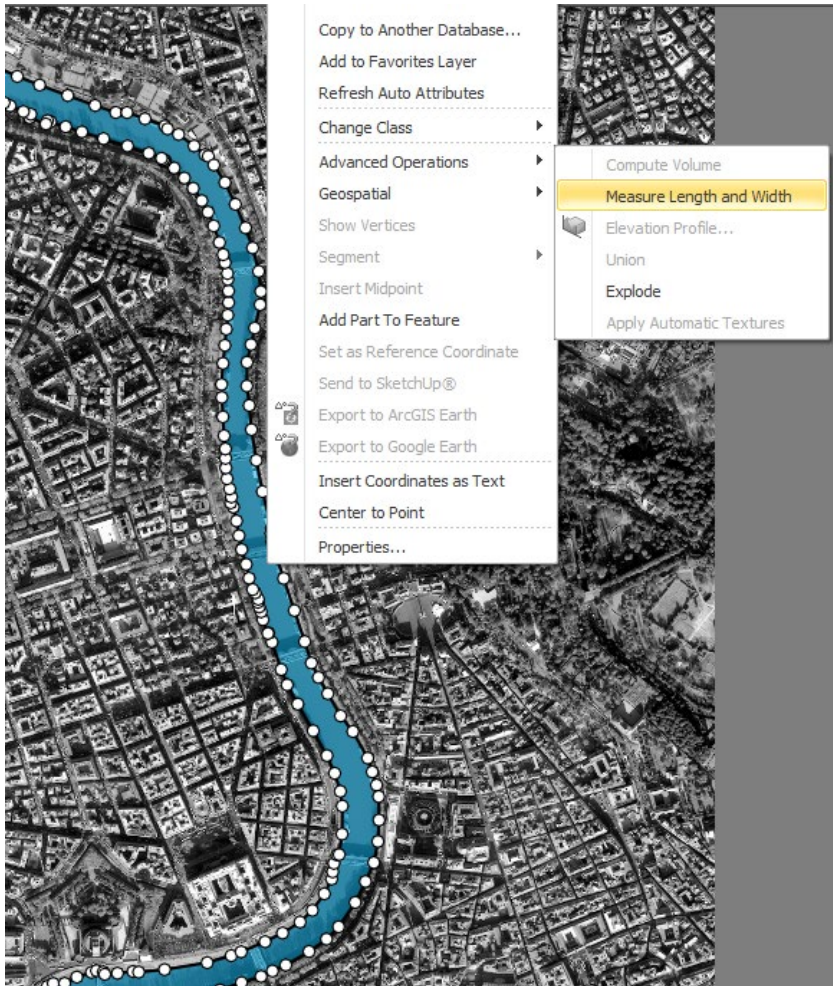 Copy to Another Database...
Add to Favorites Layer
Refresh Auto Attributes
Change Class
Advanced Operations
Geospatial
Show Vertices
Segment
Insert Midpoint
Add Part To Feature
Set as Reference Coordinate
Send to SketchUp®
Export to ArcGIS Earth
Export to Google Earth
Insert Coordinates as Text
Center to Point
Properties...
Compute Volume
Measure Length and Width
Elevation Profile...
Union
Explode
Apply Automatic Textures